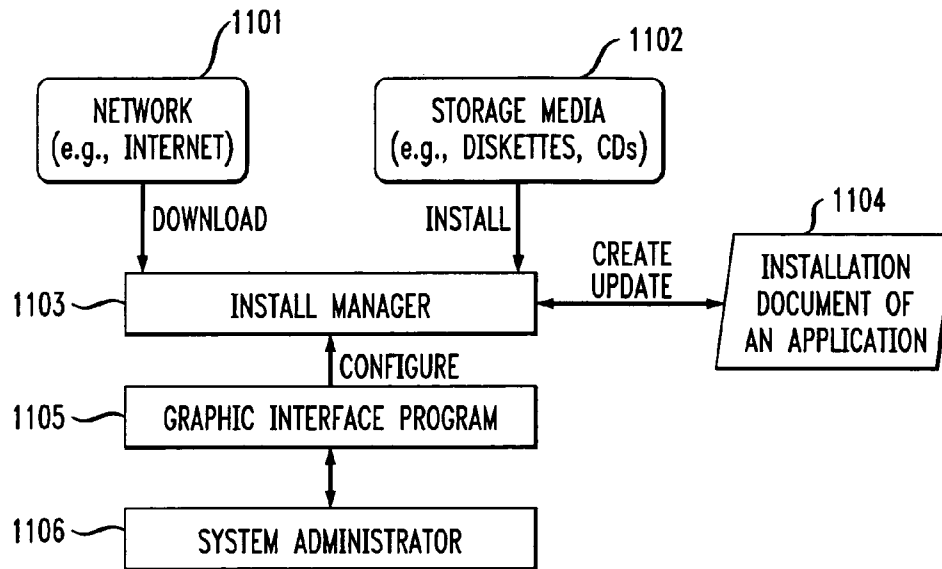 1101
1102
NETWORK
(e.g., INTERNET)
STORAGE MEDIA
(e.g., DISKETTES, CDs)
DOWNLOAD
INSTALL
1104
CREATE
UPDATE
INSTALLATION
DOCUMENT OF
AN APPLICATION
1103
INSTALL MANAGER
CONFIGURE
1105
GRAPHIC INTERFACE PROGRAM
1106
SYSTEM ADMINISTRATOR